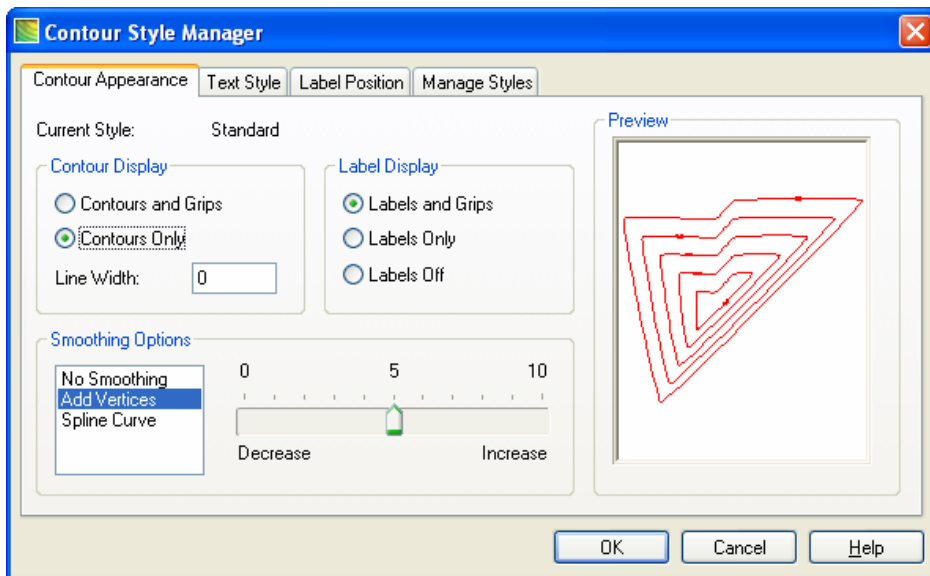 Contour Style Manager
Contour Appearance Text Style Label Position Manage Styles
Current Style: Standard
Contour Display
Contours and Grips
Contours Only
Line Width: 0
Label Display
Labels and Grips
Labels Only
Labels Off
Preview
Smoothing Options
No Smoothing
Add Vertices
Spline Curve
0 5 10
Decrease Increase
OK Cancel Help